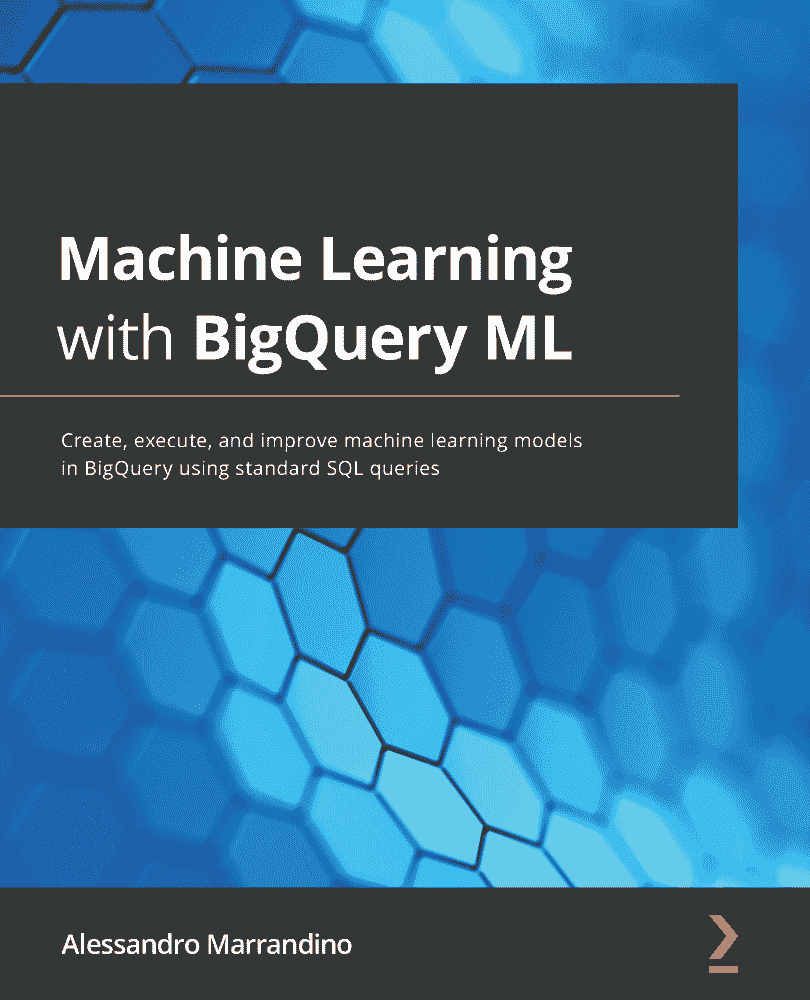 Machine Learning
with BigQuery ML
Create, execute, and improve machine learning models
in BigQuery using standard SQL queries
Alessandro Marrandino